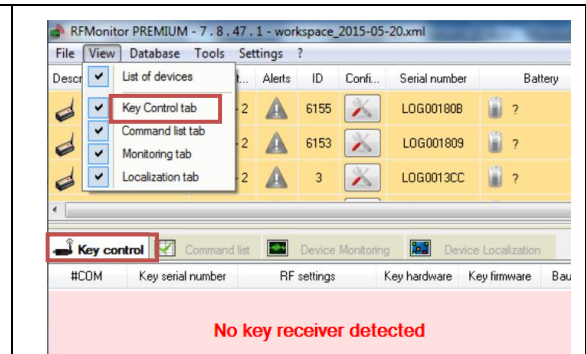 RFMonitor PREMIUM - 7 . 8 . 47 . 1 - workspace_2015-05-20.xml
File View Database Tools Settings ?
Descr t... Alerts ID Confi... Serial number Battery
List of devices
Key Control tab
Command list tab
Monitoring tab
Localization tab
2 6155 LOG00180B ?
2 6153 LOG001809 ?
2 3 LOG0013CC ?
Key control Command list Device Monitoring Device Localization
#COM Key serial number RF settings Key hardware Key firmware Bau
No key receiver detected